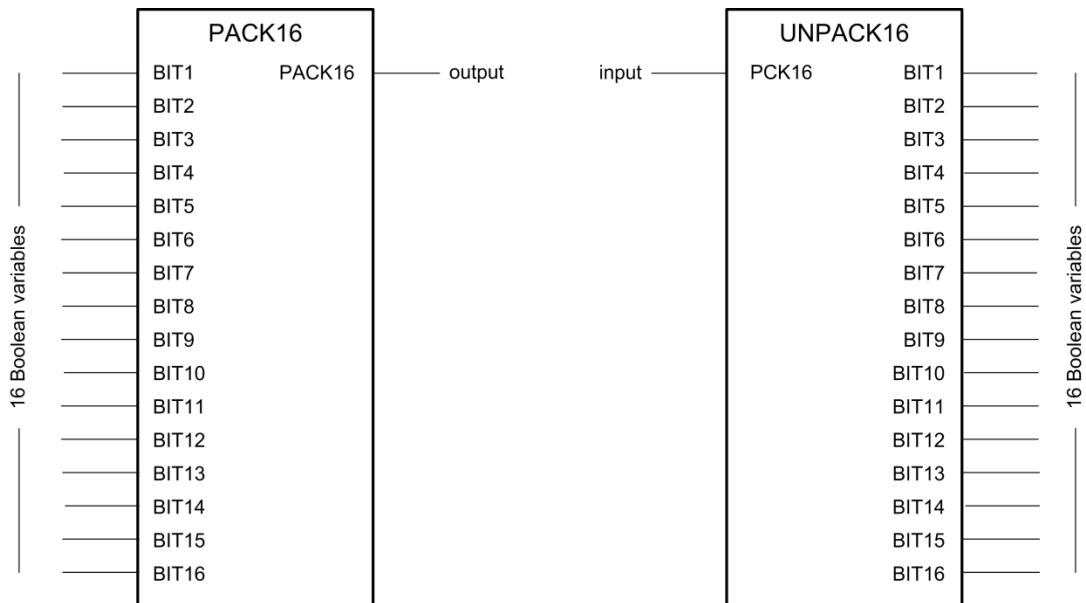 PACK16
BIT1 PACK16 output
BIT2
BIT3
BIT4
BIT5
BIT6
BIT7
BIT8
BIT9
BIT10
BIT11
BIT12
BIT13
BIT14
BIT15
BIT16
16 Boolean variables
UNPACK16
input PCK16 BIT1
BIT2
BIT3
BIT4
BIT5
BIT6
BIT7
BIT8
BIT9
BIT10
BIT11
BIT12
BIT13
BIT14
BIT15
BIT16
16 Boolean variables